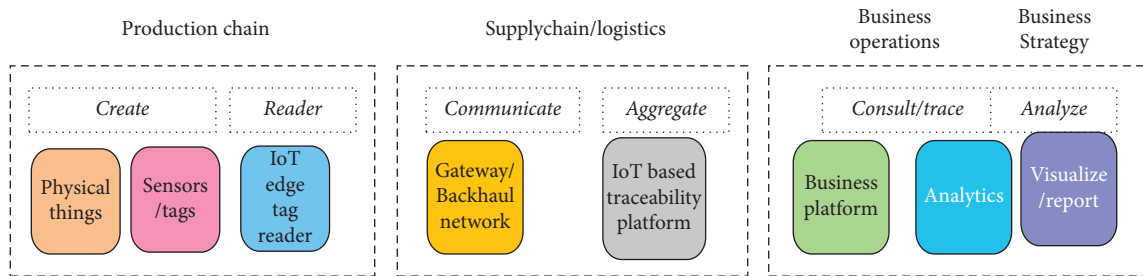 Production chain
Supplychain/logistics
Business
operations
Business
Strategy
Create
Reader
Communicate
Aggregate
Consult/trace
Analyze
Physical
things
Sensors
/tags
IoT
edge
tag
reader
Gateway/
Backhaul
network
IoT based
traceability
platform
Business
platform
Analytics
Visualize
/report